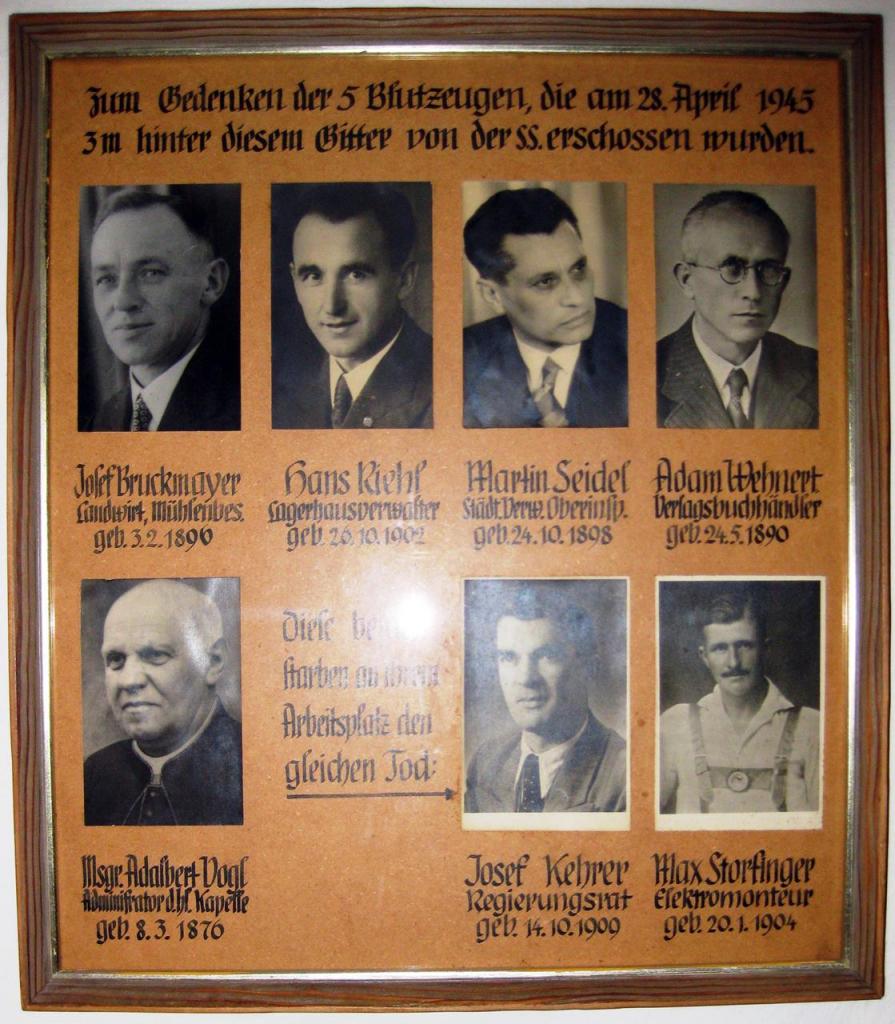 Zum Gedenken der 5 Blutzeugen, die am 28. April 1945
3 m hinter diesem Gitter von der SS. erschossen wurden.
Josef Bruckmayer
Landwirt, Mühlenbes.
geb. 3.2.1896
Hans Riehl
Lagerhausverwalter
geb. 26.10.1902
Martin Seidel
Städt. Verw. Oberinsp.
geb. 24.10.1898
Adam Wehnert
Verlagsbuchhändler
geb. 24.5.1890
Diese
starben an ihrem
Arbeitsplatz den
gleichen Tod:
Msgr. Adalbert Vogl
Administrator d. hl. Kapelle
geb. 8.3.1876
Josef Kehrer
Regierungsrat
geb. 14.10.1909
Max Storfinger
Elektromonteur
geb. 20.1.1904